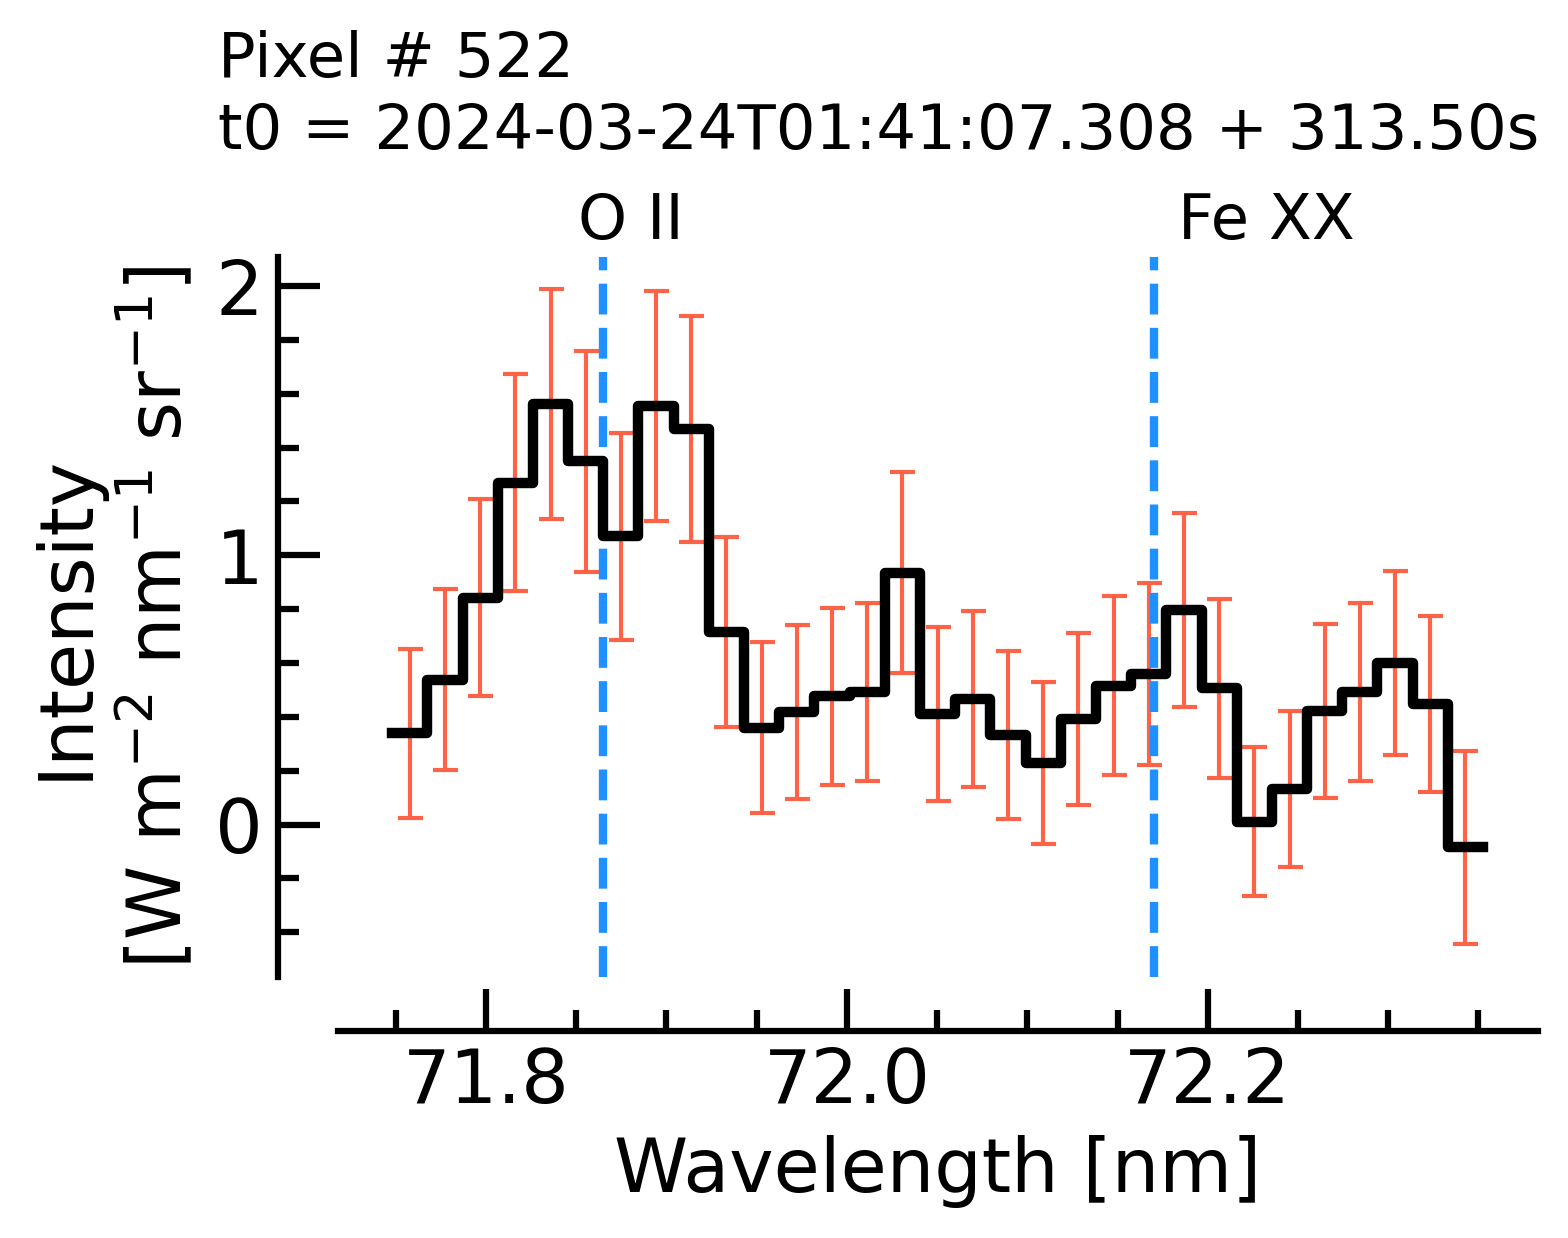 Pixel # 522
t0 = 2024-03-24T01:41:07.308 + 313.50s
O II
Fe XX
Intensity
[W m⁻² nm⁻¹ sr⁻¹]
2
1
0
71.8
72.0
72.2
Wavelength [nm]